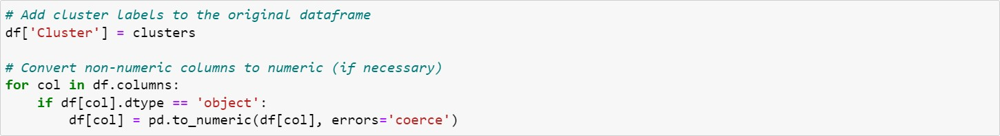 # Add cluster labels to the original dataframe
df['Cluster'] = clusters

# Convert non-numeric columns to numeric (if necessary)
for col in df.columns:
    if df[col].dtype == 'object':
        df[col] = pd.to_numeric(df[col], errors='coerce')